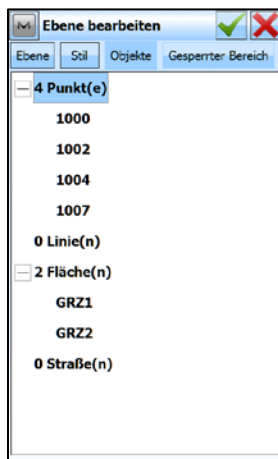 Ebene bearbeiten
Ebene Stil Objekte Gesperrter Bereich
4 Punkt(e)
1000
1002
1004
1007
0 Linie(n)
2 Fläche(n)
GRZ1
GRZ2
0 Straße(n)